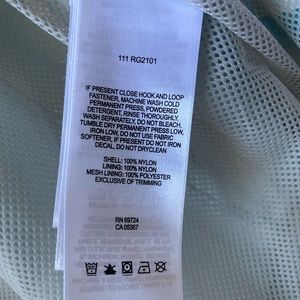 111 RG2101
IF PRESENT CLOSE HOOK AND LOOP
FASTENER, MACHINE WASH COLD
PERMANENT PRESS, POWDERED
DETERGENT, RINSE THOROUGHLY,
WASH SEPARATELY, DO NOT BLEACH,
TUMBLE DRY PERMANENT PRESS LOW,
IRON LOW, DO NOT USE FABRIC
SOFTENER, IF PRESENT DO NOT IRON
DECAL, DO NOT DRYCLEAN
SHELL: 100% NYLON
LINING: 100% NYLON
MESH LINING: 100% POLYESTER
EXCLUSIVE OF TRIMMING
RN 69724
CA 05367